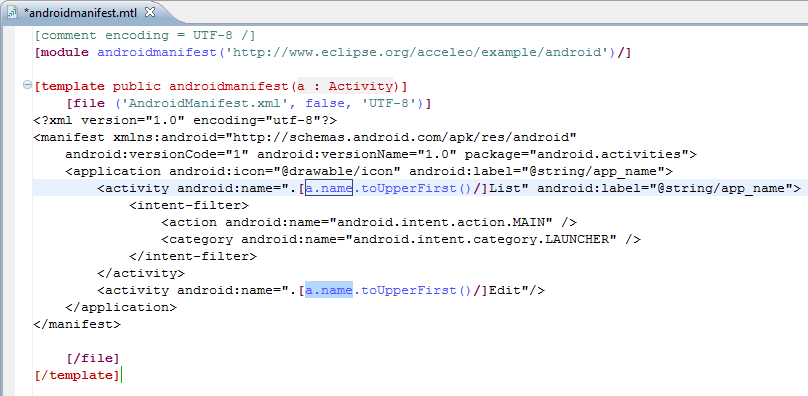 *androidmanifest.mtl
[comment encoding = UTF-8 /]
[module androidmanifest('http://www.eclipse.org/acceleo/example/android')/]
[template public androidmanifest(a : Activity)]
[file ('AndroidManifest.xml', false, 'UTF-8')]
<?xml version="1.0" encoding="utf-8"?>
<manifest xmlns:android="http://schemas.android.com/apk/res/android"
android:versionCode="1" android:versionName="1.0" package="android.activities">
<application android:icon="@drawable/icon" android:label="@string/app_name">
<activity android:name=".[a.name.toUpperFirst()/]List" android:label="@string/app_name">
<intent-filter>
<action android:name="android.intent.action.MAIN" />
<category android:name="android.intent.category.LAUNCHER" />
</intent-filter>
</activity>
<activity android:name=".[a.name.toUpperFirst()/]Edit"/>
</application>
</manifest>
[/file]
[/template]